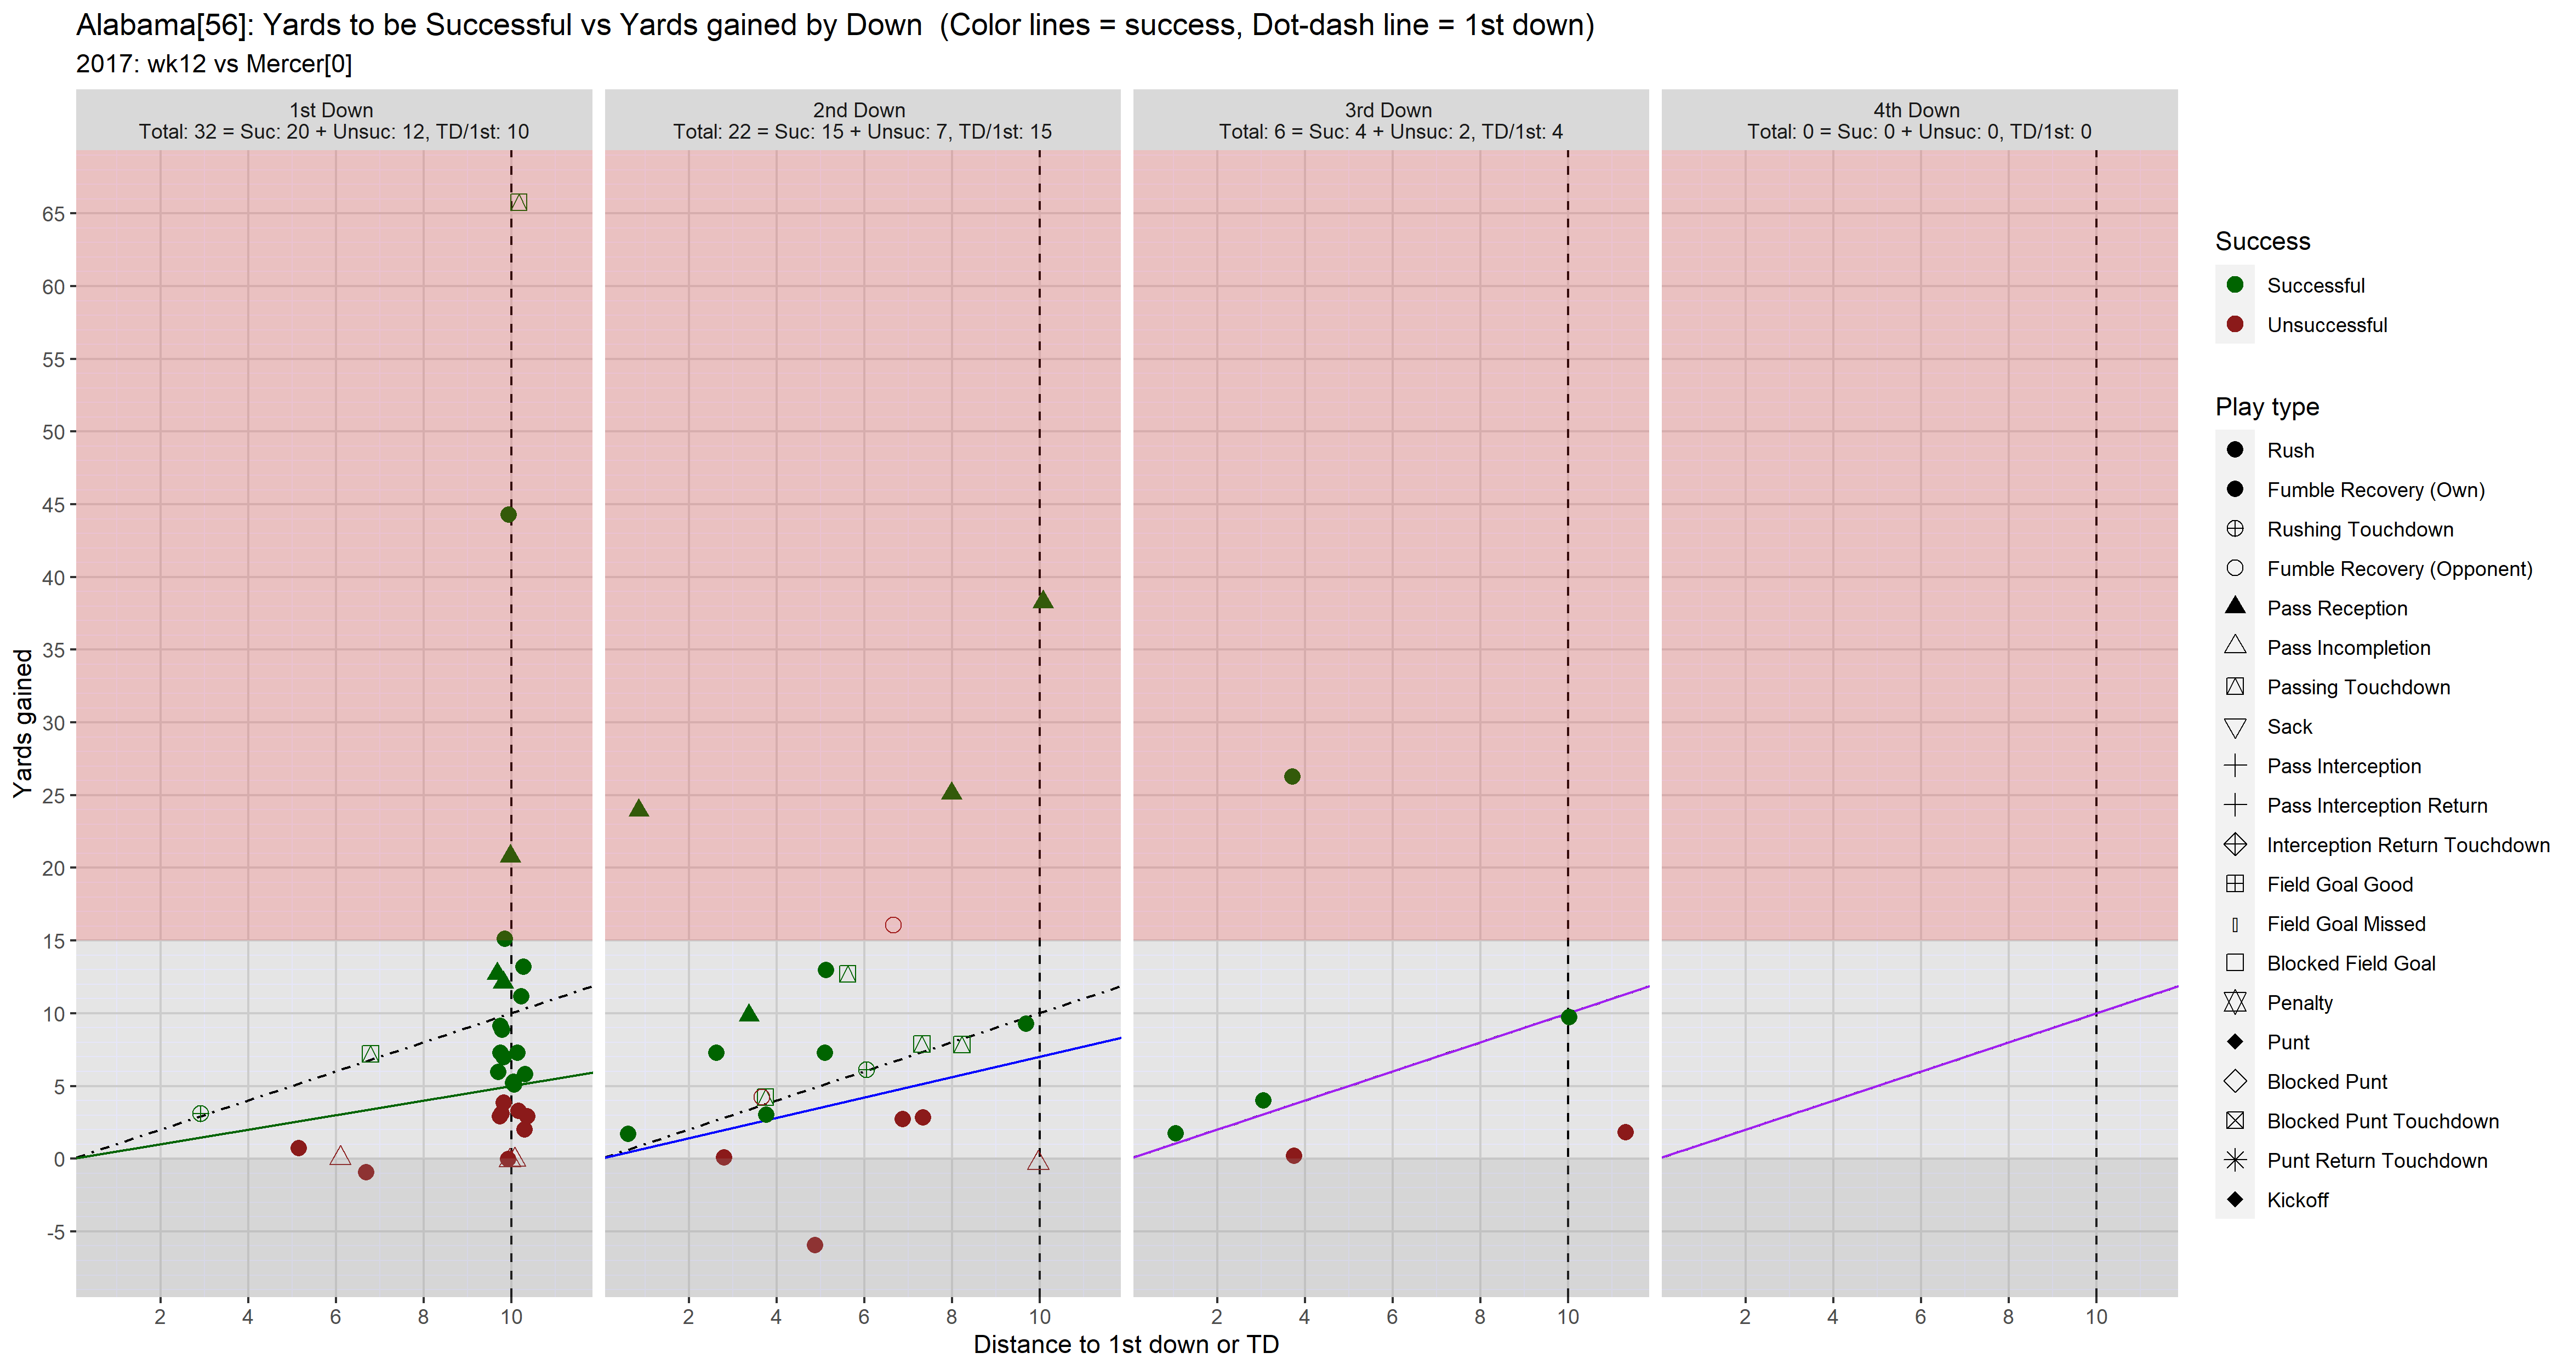 Alabama[56]: Yards to be Successful vs Yards gained by Down  (Color lines = success, Dot-dash line = 1st down)
2017: wk12 vs Mercer[0]
1st Down
Total: 32 = Suc: 20 + Unsuc: 12, TD/1st: 10
2nd Down
Total: 22 = Suc: 15 + Unsuc: 7, TD/1st: 15
3rd Down
Total: 6 = Suc: 4 + Unsuc: 2, TD/1st: 4
4th Down
Total: 0 = Suc: 0 + Unsuc: 0, TD/1st: 0
Yards gained
65
60
55
50
45
40
35
30
25
20
15
10
5
0
-5
2 4 6 8 10
2 4 6 8 10
2 4 6 8 10
2 4 6 8 10
Distance to 1st down or TD
Success
Successful
Unsuccessful
Play type
Rush
Fumble Recovery (Own)
Rushing Touchdown
Fumble Recovery (Opponent)
Pass Reception
Pass Incompletion
Passing Touchdown
Sack
Pass Interception
Pass Interception Return
Interception Return Touchdown
Field Goal Good
Field Goal Missed
Blocked Field Goal
Penalty
Punt
Blocked Punt
Blocked Punt Touchdown
Punt Return Touchdown
Kickoff